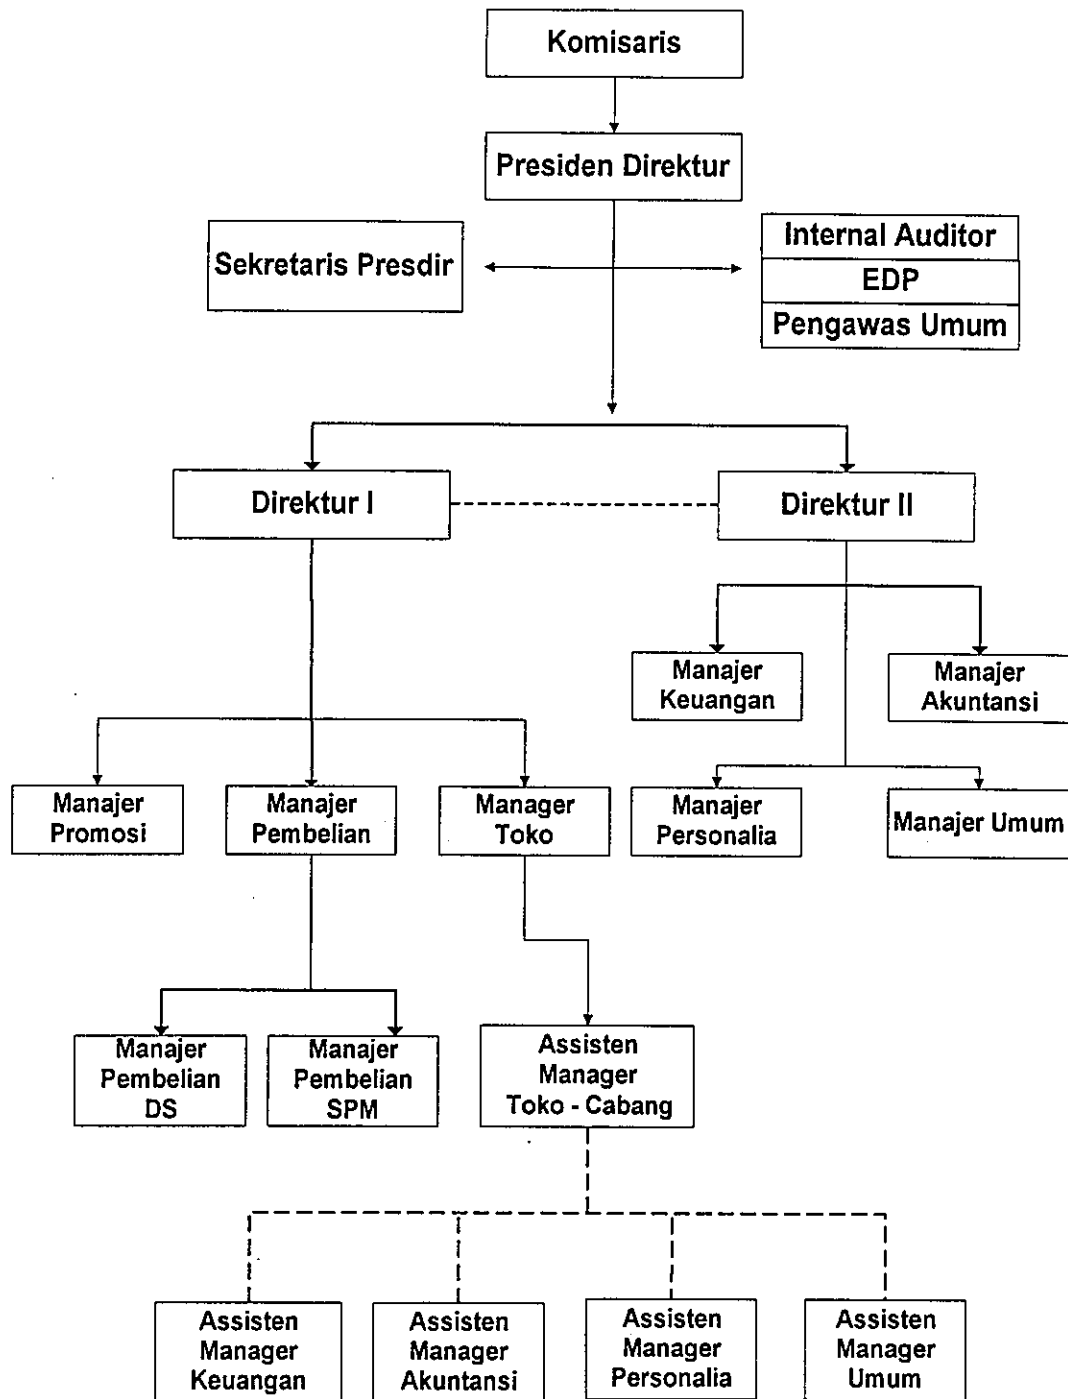 Komisaris
Presiden Direktur
Sekretaris Presdir
Internal Auditor
EDP
Pengawas Umum
Direktur I
Direktur II
Manajer
Keuangan
Manajer
Akuntansi
Manajer
Promosi
Manajer
Pembelian
Manager
Toko
Manajer
Personalia
Manajer Umum
Manajer
Pembelian
DS
Manajer
Pembelian
SPM
Assisten
Manager
Toko - Cabang
Assisten
Manager
Keuangan
Assisten
Manager
Akuntansi
Assisten
Manager
Personalia
Assisten
Manager
Umum